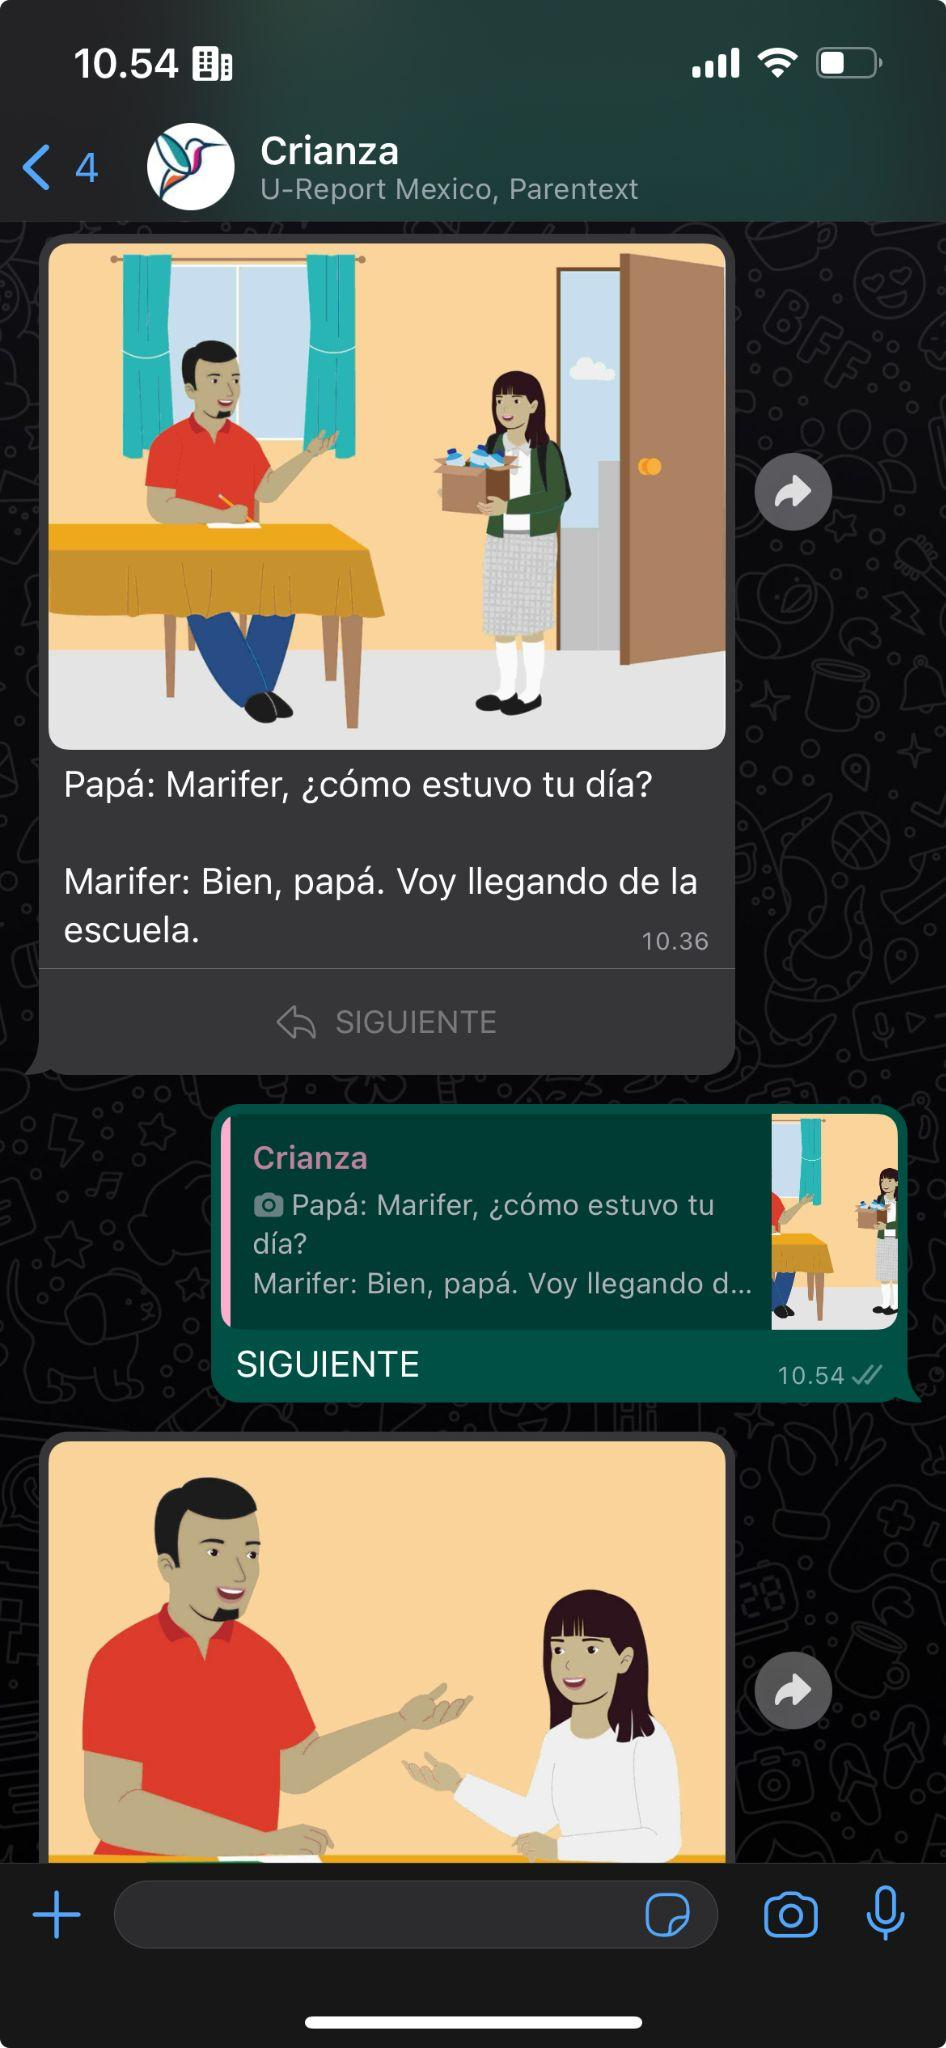 10.54
4
Crianza
U-Report Mexico, Parentext
Papá: Marifer, ¿cómo estuvo tu día?
Marifer: Bien, papá. Voy llegando de la
escuela.
10.36
SIGUIENTE
Crianza
Papá: Marifer, ¿cómo estuvo tu
día?
Marifer: Bien, papá. Voy llegando d...
SIGUIENTE
10.54